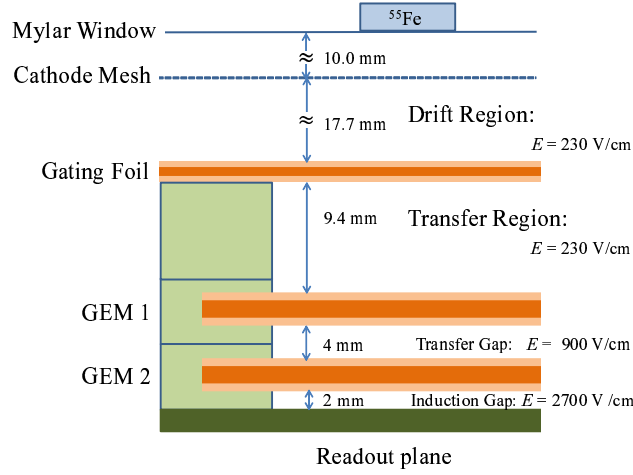 ⁵⁵Fe
Mylar Window
≈ 10.0 mm
Cathode Mesh
≈ 17.7 mm
Drift Region:
E = 230 V/cm
Gating Foil
9.4 mm
Transfer Region:
E = 230 V/cm
GEM 1
4 mm
Transfer Gap: E = 900 V/cm
GEM 2
2 mm
Induction Gap: E = 2700 V /cm
Readout plane